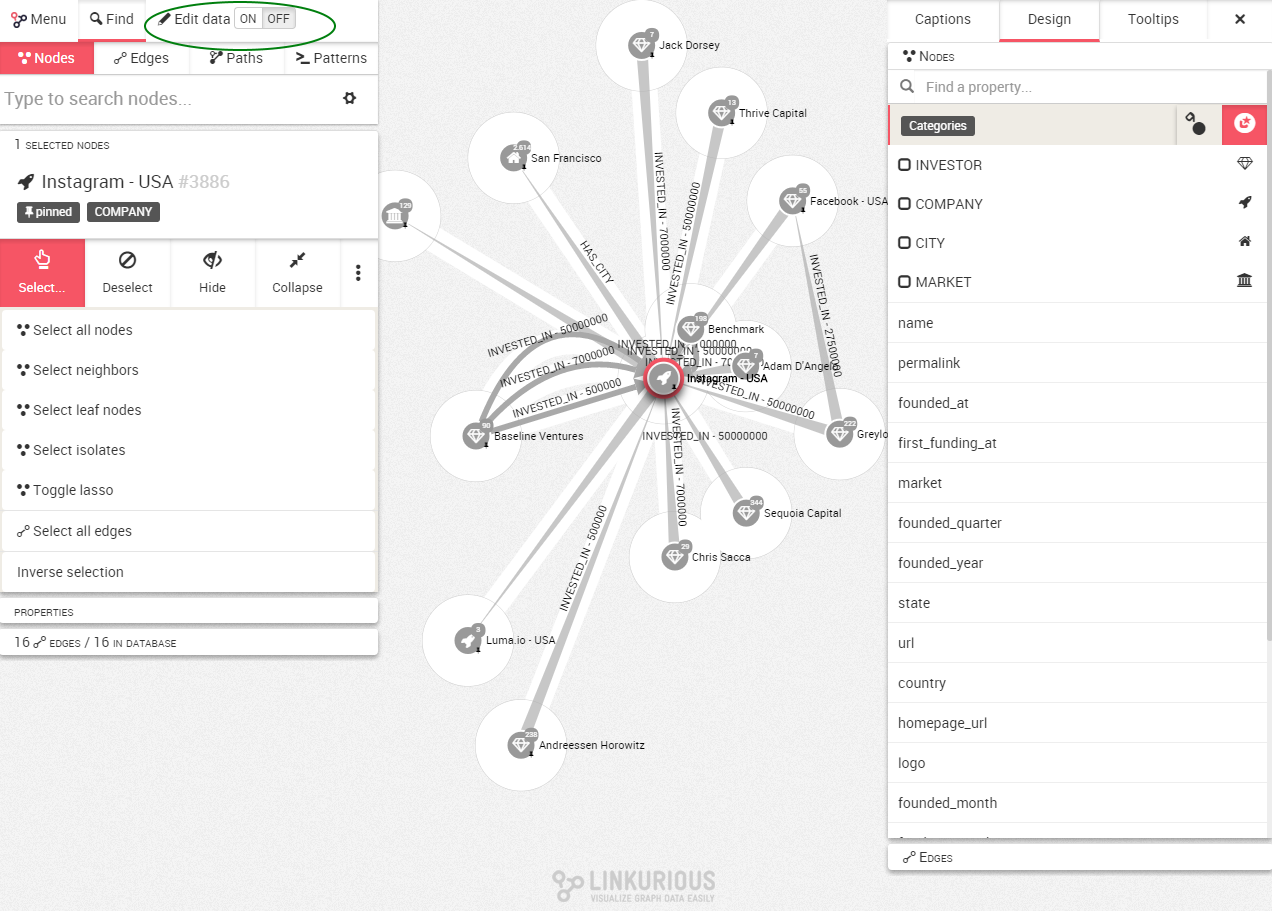 Menu
Find
Edit data ON OFF
Nodes
Edges
Paths
Patterns
Type to search nodes...
1 SELECTED NODES
Instagram - USA #3886
pinned
COMPANY
Select...
Deselect
Hide
Collapse
Select all nodes
Select neighbors
Select leaf nodes
Select isolates
Toggle lasso
Select all edges
Inverse selection
PROPERTIES
16 EDGES / 16 IN DATABASE
7
Jack Dorsey
13
Thrive Capital
2,614
San Francisco
129
55
Facebook - USA
INVESTED_IN - 7000000
INVESTED_IN - 50000000
HAS_CITY
INVESTED_IN - 27500000
198
Benchmark
INVESTED_IN - 50000000
INVESTED_IN - 7000000
INVESTED_IN - 500000
INVESTED_IN - 50000000
7
Adam D'Angelo
Instagram - USA
INVESTED_IN - 50000000
90
Baseline Ventures
222
Greylo
INVESTED_IN - 50000000
INVESTED_IN - 7000000
344
Sequoia Capital
29
Chris Sacca
INVESTED_IN - 500000
3
Luma.io - USA
238
Andreessen Horowitz
LINKURIOUS
VISUALIZE GRAPH DATA EASILY
Captions
Design
Tooltips
NODES
Find a property...
Categories
INVESTOR
COMPANY
CITY
MARKET
name
permalink
founded_at
first_funding_at
market
founded_quarter
founded_year
state
url
country
homepage_url
logo
founded_month
EDGES